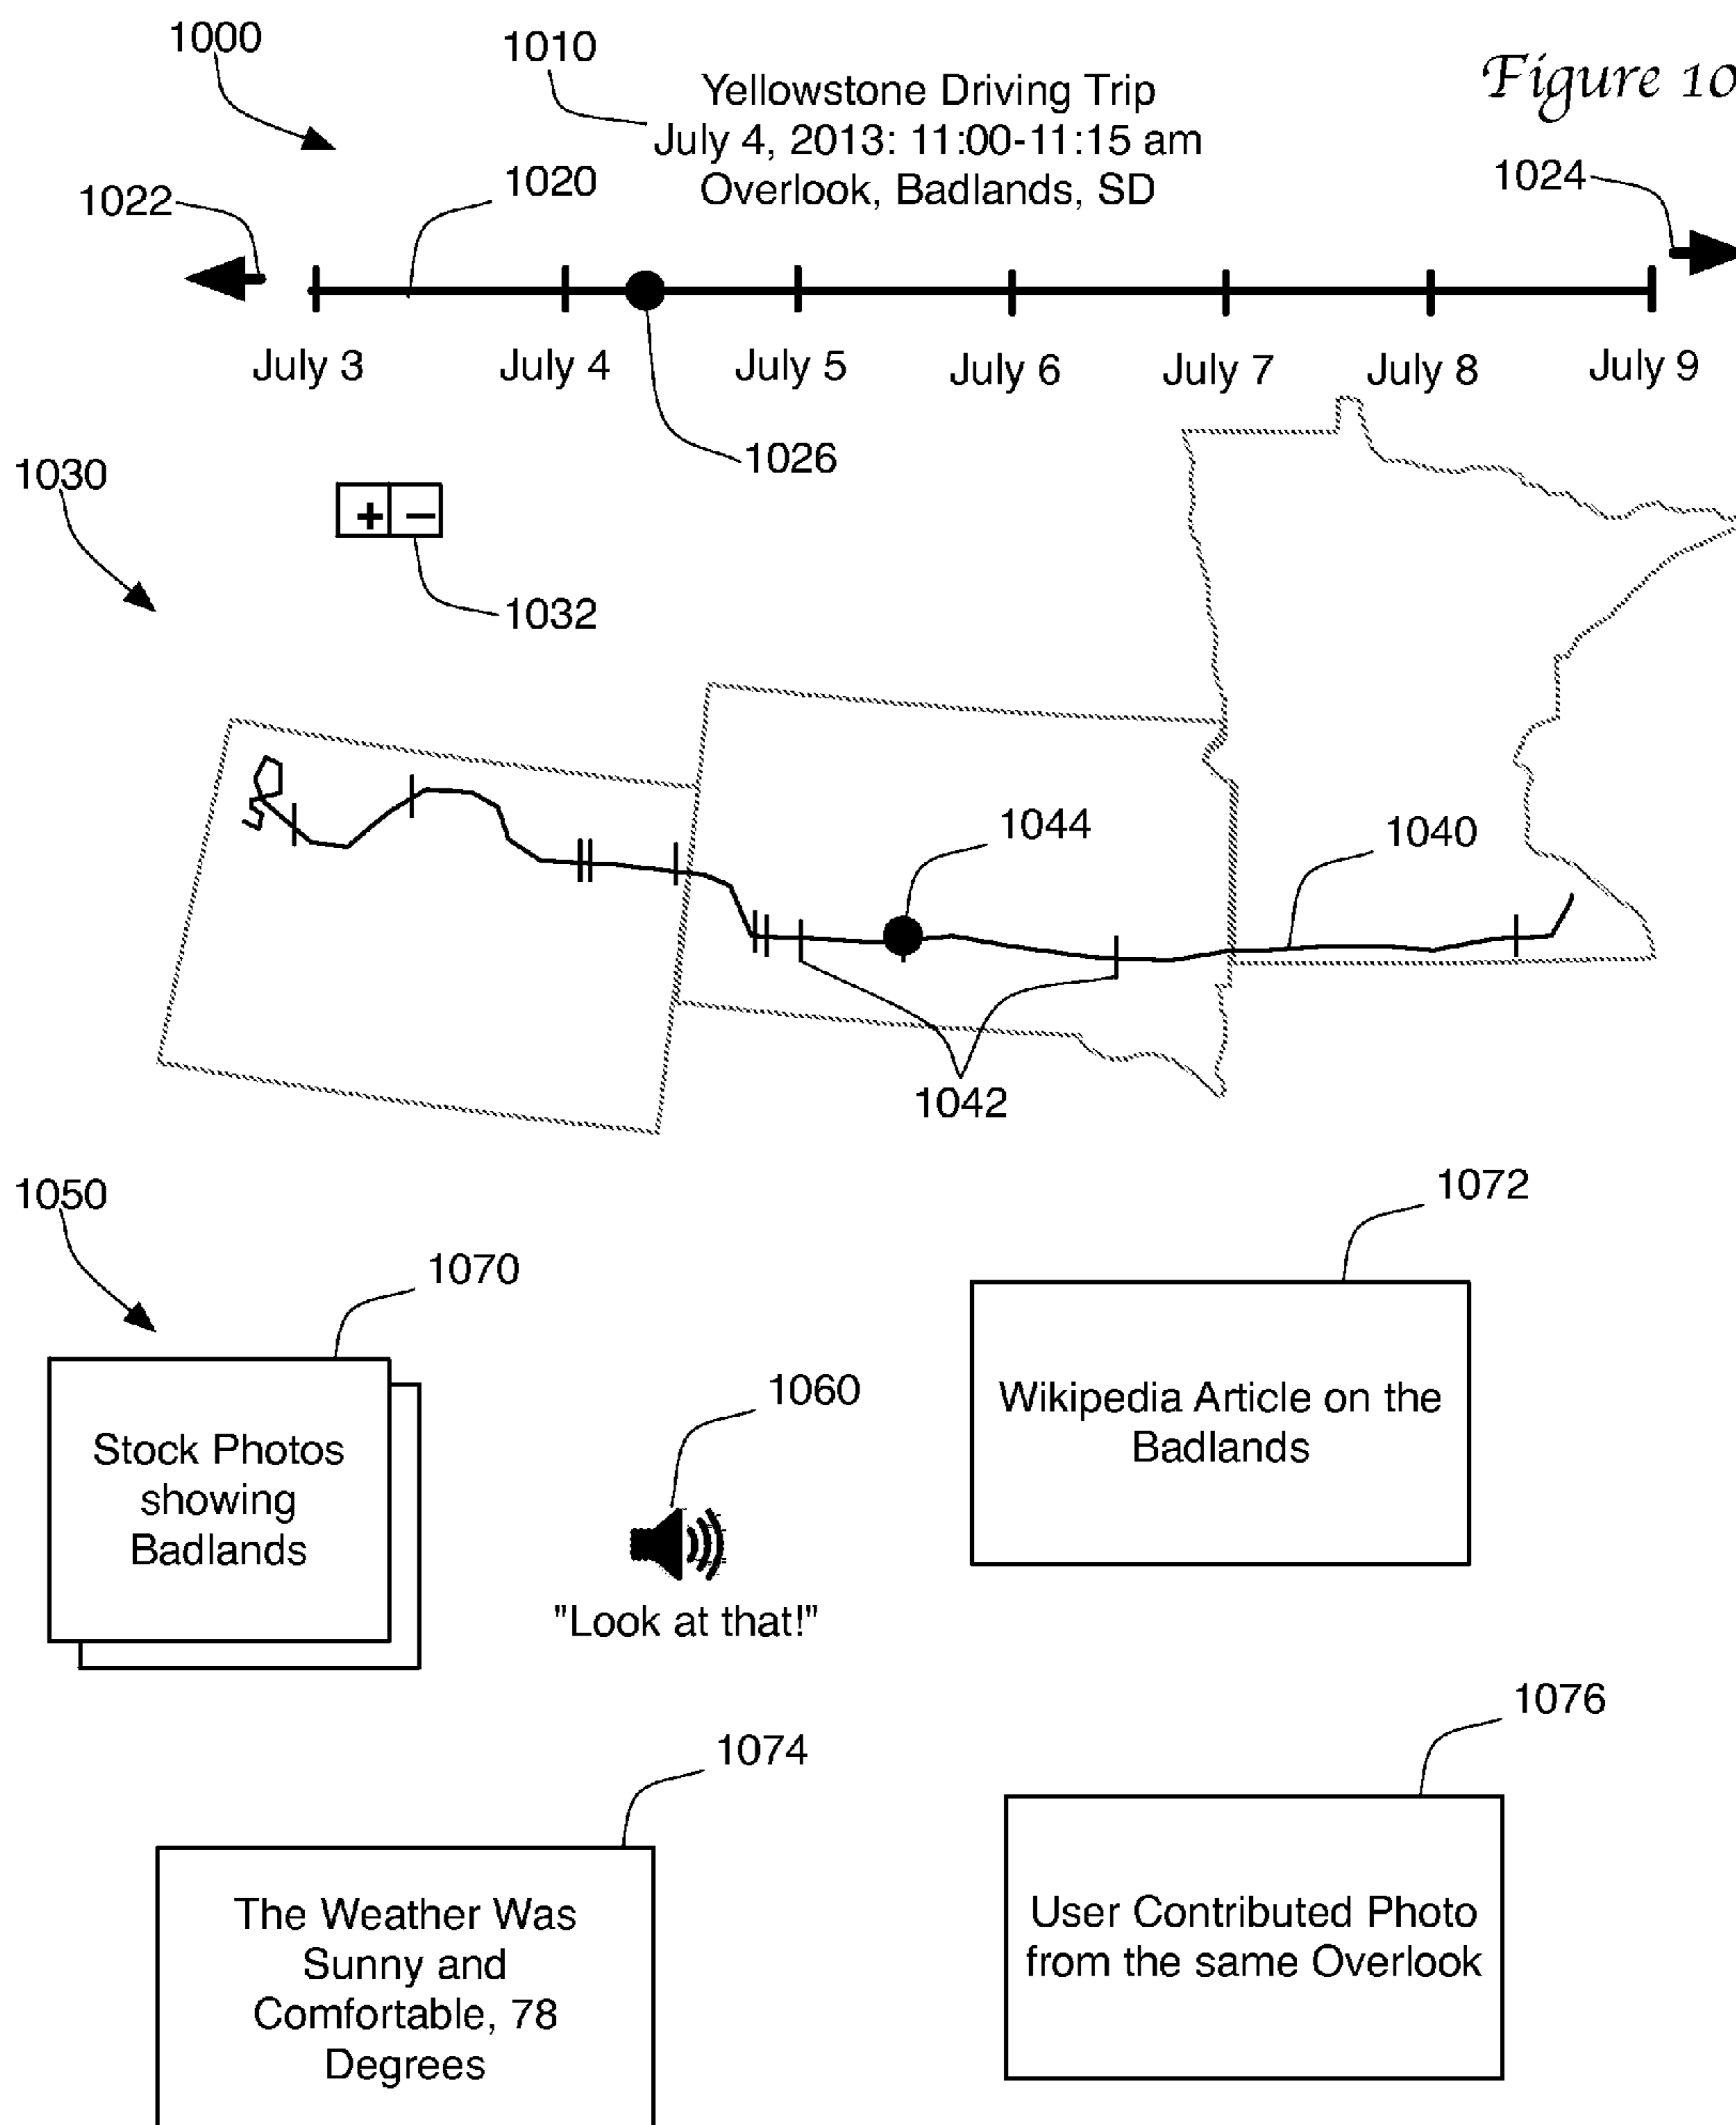 1000
1010
Figure 10
Yellowstone Driving Trip
July 4, 2013: 11:00-11:15 am
Overlook, Badlands, SD
1022
1020
1024
July 3 July 4 July 5 July 6 July 7 July 8 July 9
1026
1030
+ −
1032
1044
1040
1042
1050
1072
1070
Wikipedia Article on the
Badlands
1060
Stock Photos
showing
Badlands
"Look at that!"
1076
1074
User Contributed Photo
from the same Overlook
The Weather Was
Sunny and
Comfortable, 78
Degrees